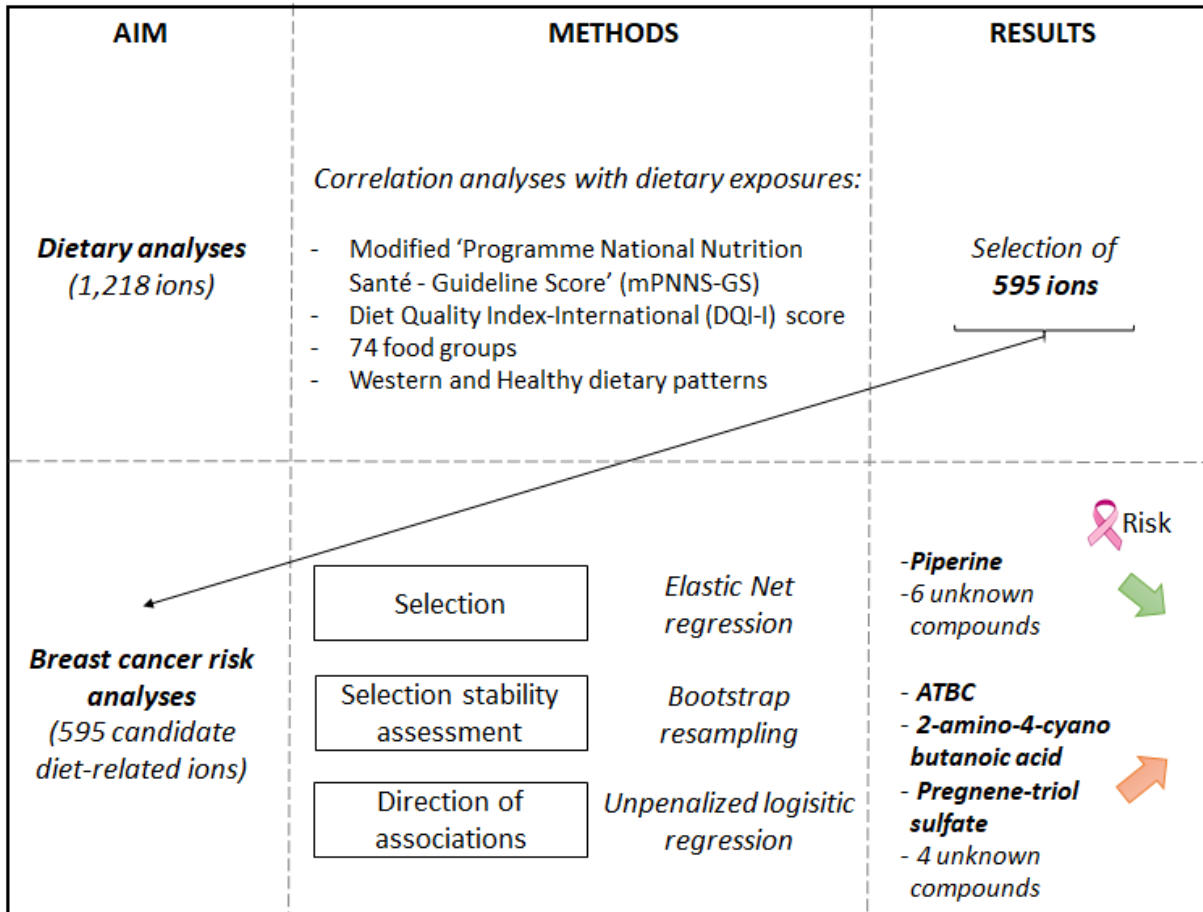 AIM
METHODS
RESULTS
Dietary analyses
(1,218 ions)
Correlation analyses with dietary exposures:
- Modified ‘Programme National Nutrition
Santé - Guideline Score’ (mPNNS-GS)
- Diet Quality Index-International (DQI-I) score
- 74 food groups
- Western and Healthy dietary patterns
Selection of
595 ions
Breast cancer risk
analyses
(595 candidate
diet-related ions)
Selection
Elastic Net
regression
Selection stability
assessment
Bootstrap
resampling
Direction of
associations
Unpenalized logisitic
regression
Risk
-Piperine
-6 unknown
compounds
- ATBC
- 2-amino-4-cyano
butanoic acid
- Pregnene-triol
sulfate
- 4 unknown
compounds